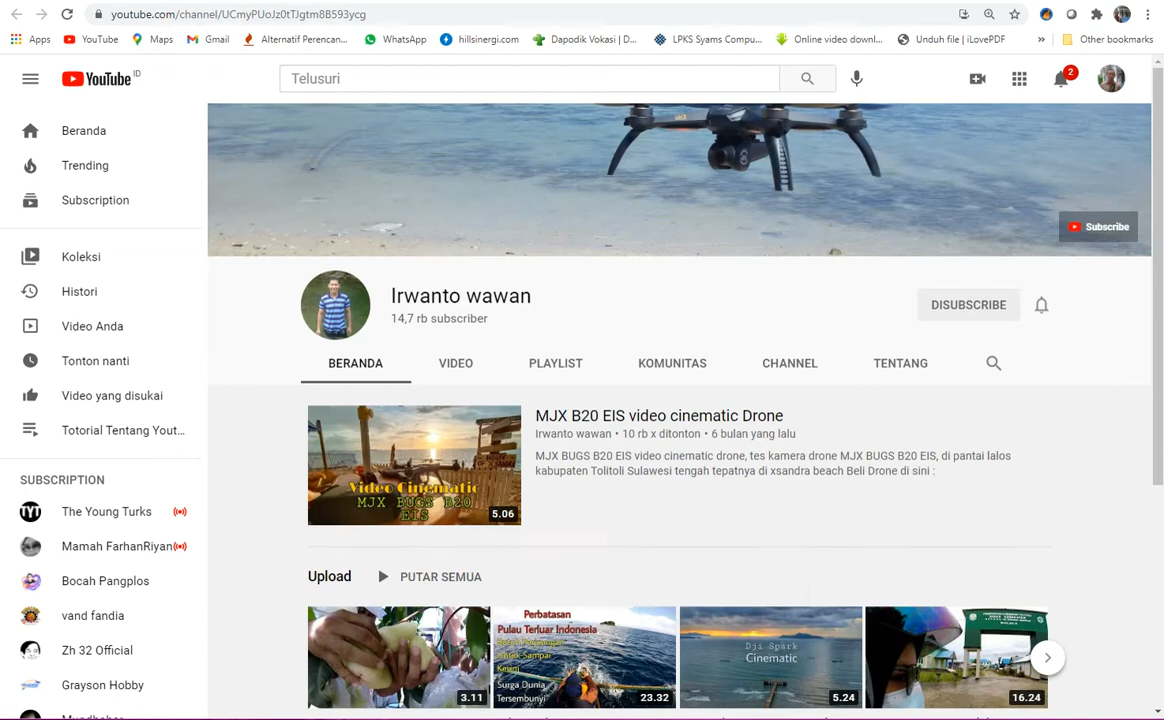 youtube.com/channel/UCmyPUoJz0tTJgtm8B593ycg
Apps YouTube Maps Gmail Alternatif Perencan... WhatsApp hillsinergi.com Dapodik Vokasi | D... LPKS Syams Compu... Online video downl... Unduh file | iLovePDF » Other bookmarks
YouTube ID
Telusuri
2
Beranda
Trending
Subscription
Koleksi
Histori
Video Anda
Tonton nanti
Video yang disukai
Totorial Tentang Yout...
SUBSCRIPTION
TYT The Young Turks
Mamah FarhanRiyan
Bocah Pangplos
vand fandia
Zh 32 Official
Grayson Hobby
Subscribe
Irwanto wawan
14,7 rb subscriber
DISUBSCRIBE
BERANDA VIDEO PLAYLIST KOMUNITAS CHANNEL TENTANG
Video Cinematic
MJX BUGS B20
EIS
5.06
MJX B20 EIS video cinematic Drone
Irwanto wawan • 10 rb x ditonton • 6 bulan yang lalu
MJX BUGS B20 EIS video cinematic drone, tes kamera drone MJX BUGS B20 EIS, di pantai lalos
kabupaten Tolitoli Sulawesi tengah tepatnya di xsandra beach Beli Drone di sini :
Upload PUTAR SEMUA
3.11
Perbatasan
Pulau Terluar Indonesia
untuk Sampai
Kesini
Surga Dunia
Tersembunyi
23.32
Dji Spark
Cinematic
5.24
16.24